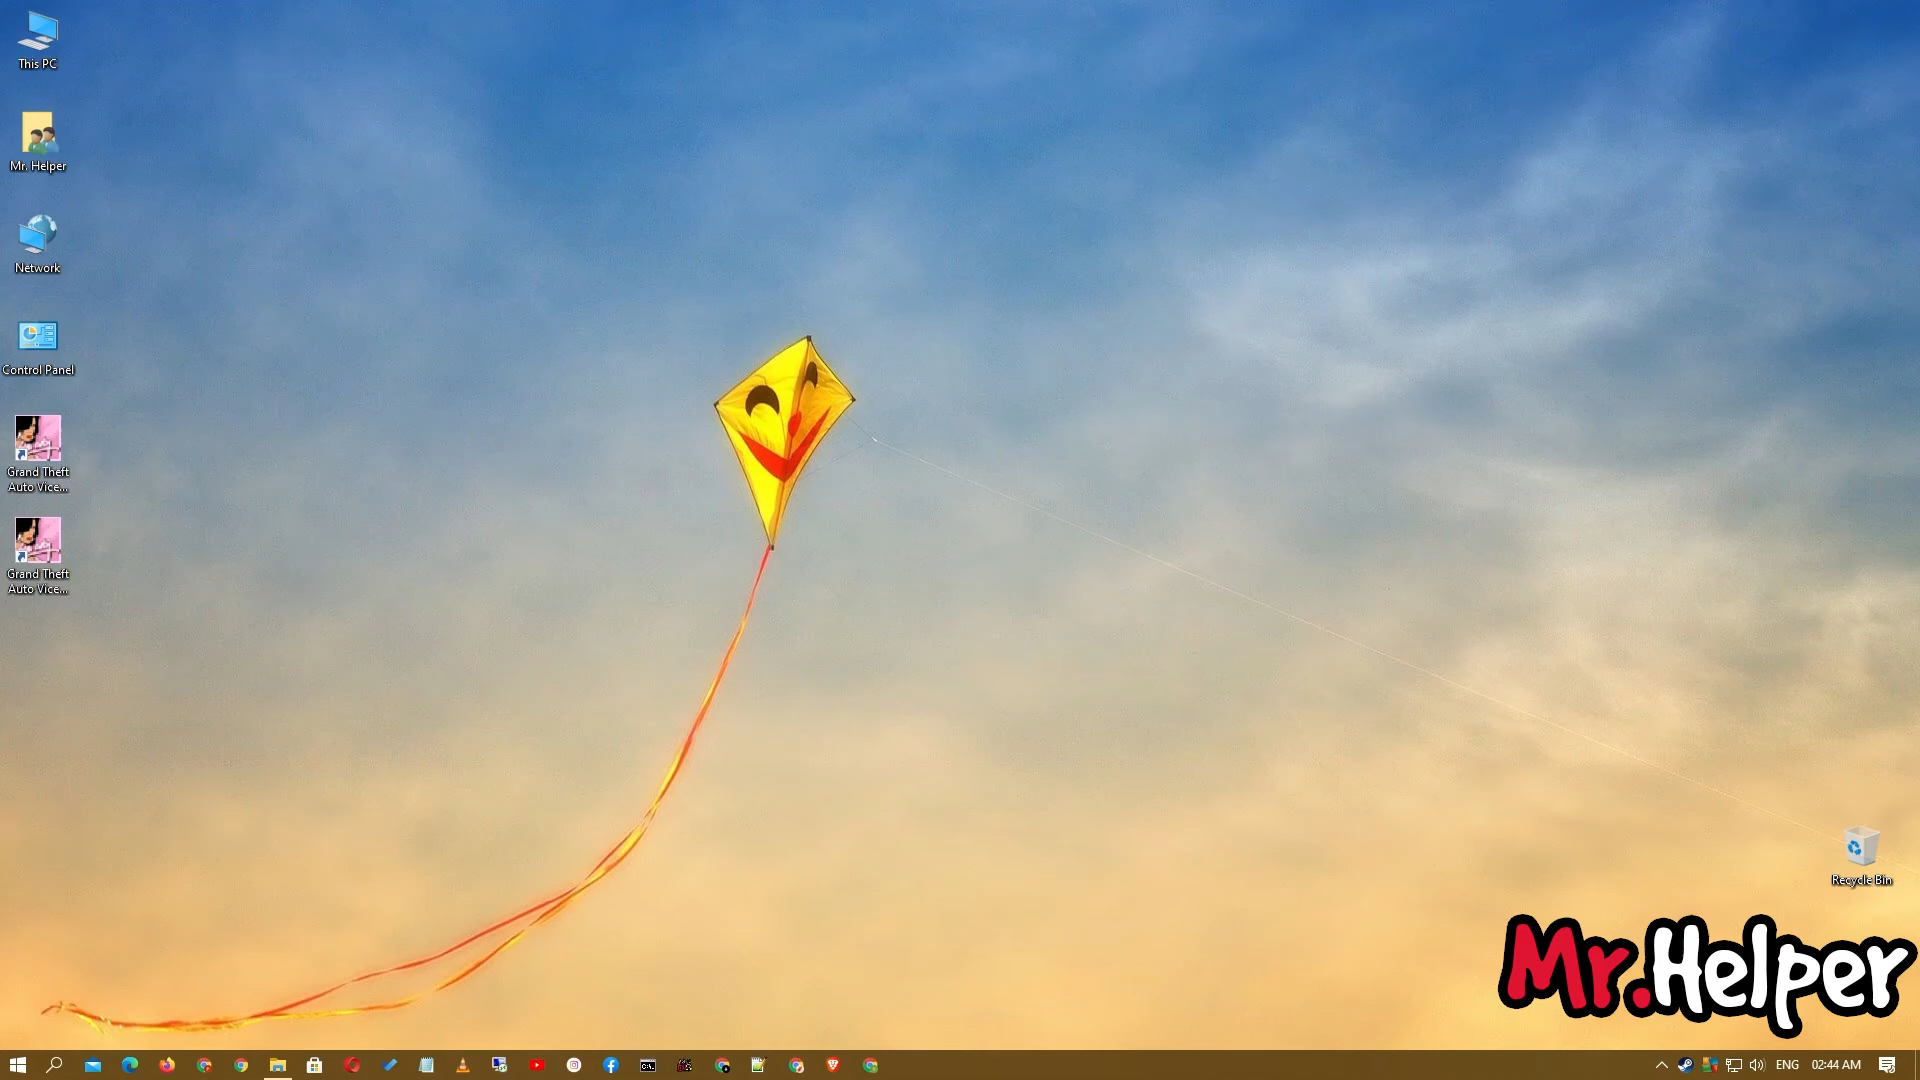 This PC
Mr. Helper
Network
Control Panel
Grand Theft
Auto Vice...
Grand Theft
Auto Vice...
Recycle Bin
Mr.Helper
ENG
02:44 AM